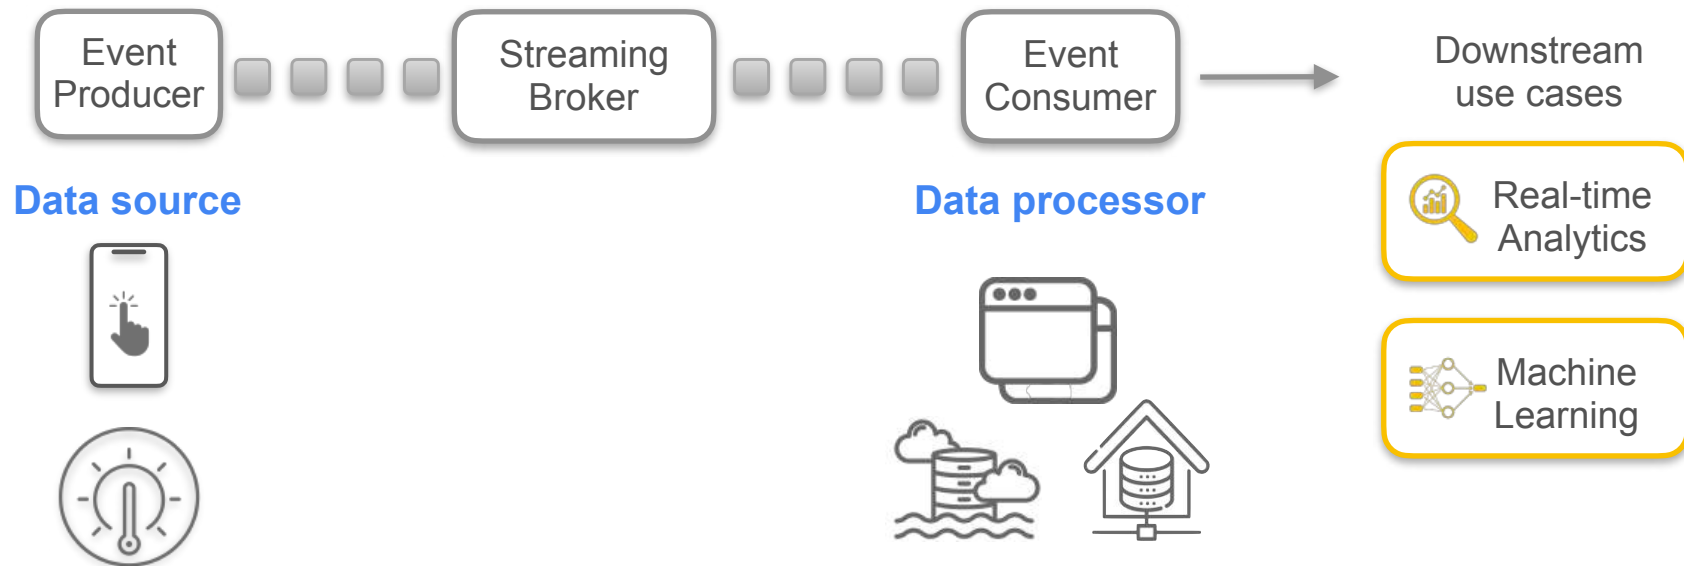 Event
Producer
Streaming
Broker
Event
Consumer
Downstream
use cases
Data source
Data processor
Real-time
Analytics
Machine
Learning